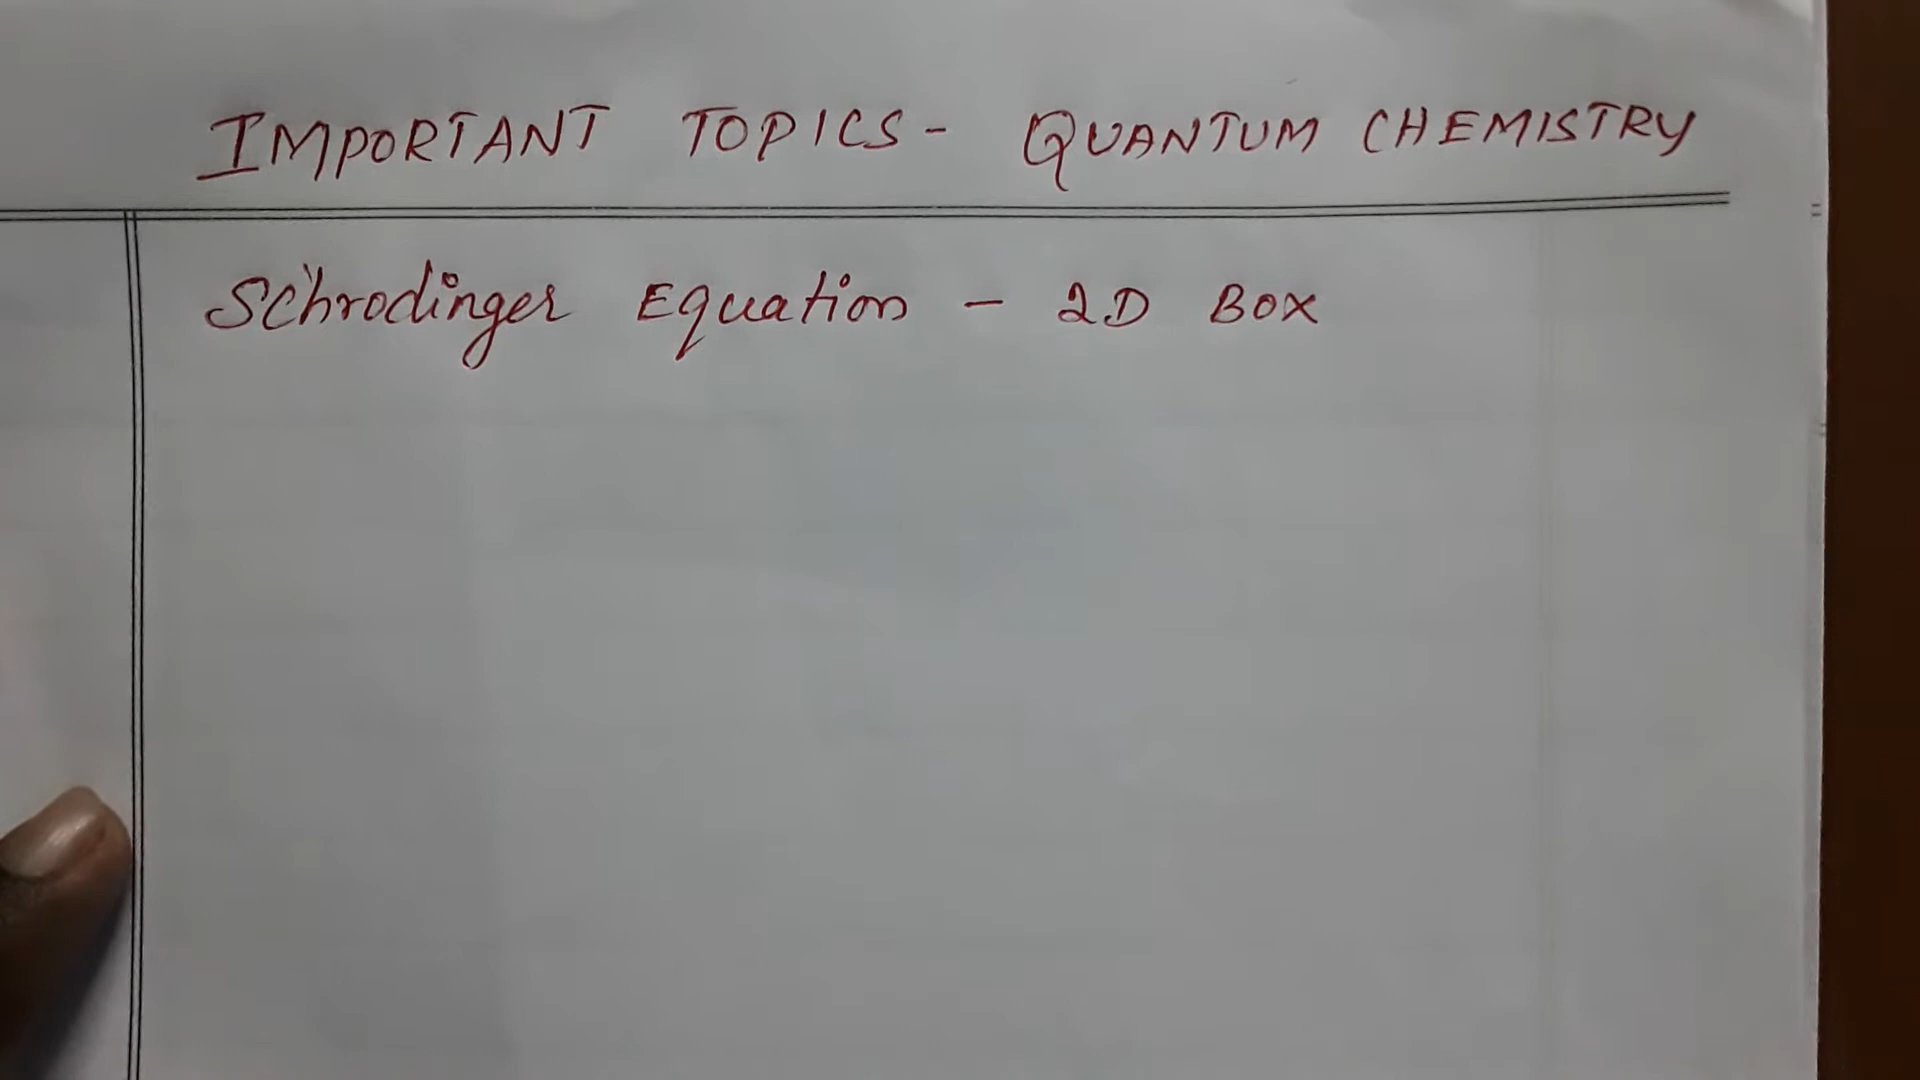 IMPORTANT TOPICS - QUANTUM CHEMISTRY
Schrodinger Equation - 2D BOX